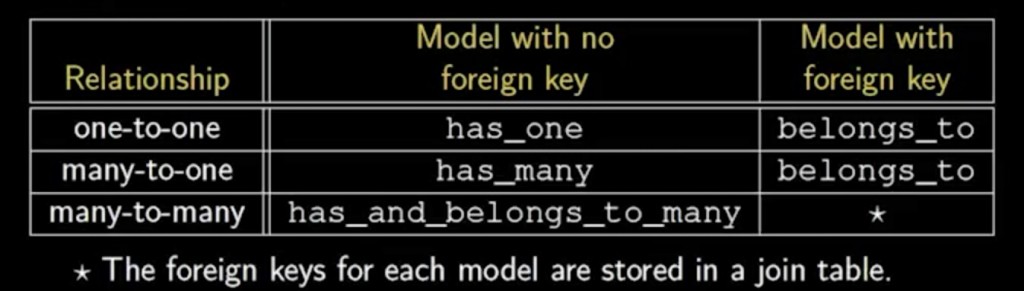 Relationship | Model with no foreign key | Model with foreign key
one-to-one | has_one | belongs_to
many-to-one | has_many | belongs_to
many-to-many | has_and_belongs_to_many | ⋆
⋆ The foreign keys for each model are stored in a join table.